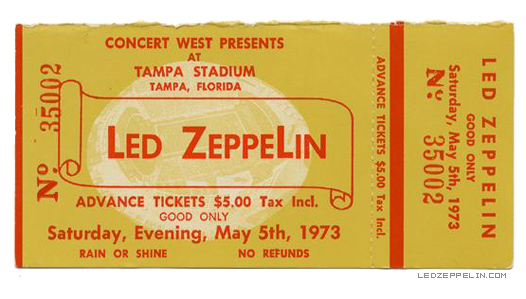 CONCERT WEST PRESENTS
AT
TAMPA STADIUM
TAMPA, FLORIDA
No. 35002
LED ZEPPELIN
ADVANCE TICKETS $5.00 Tax Incl.
GOOD ONLY
Saturday, Evening, May 5th, 1973
RAIN OR SHINE NO REFUNDS
ADVANCE TICKETS $5.00 Tax Incl.
No. 35002
Saturday, May 5th, 1973
GOOD ONLY
LED ZEPPELIN
LEDZEPPELIN.COM